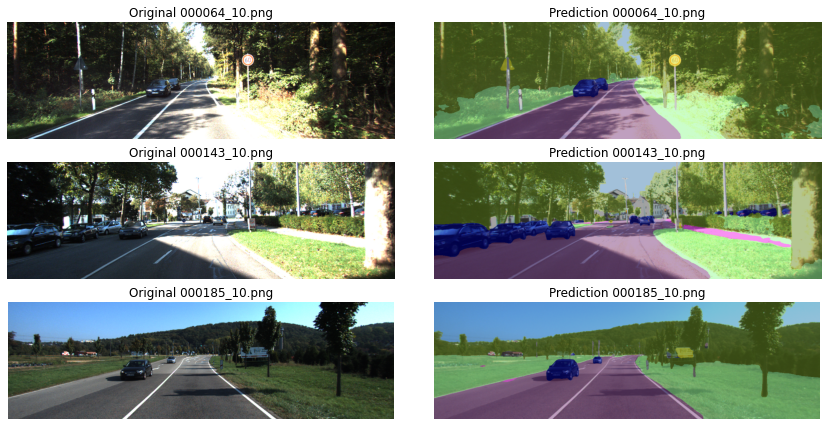 Original 000064_10.png
Prediction 000064_10.png
Original 000143_10.png
Prediction 000143_10.png
Original 000185_10.png
Prediction 000185_10.png